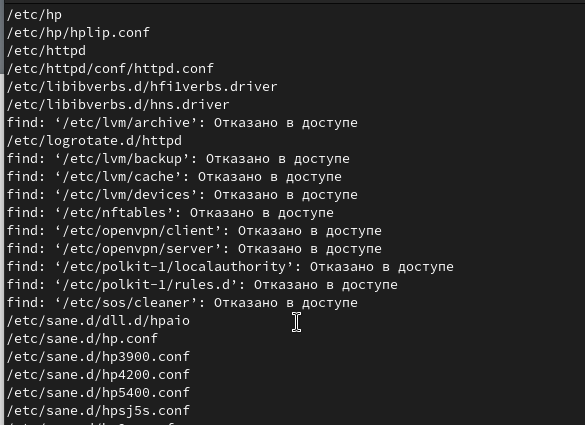 /etc/hp
/etc/hp/hplip.conf
/etc/httpd
/etc/httpd/conf/httpd.conf
/etc/libibverbs.d/hfi1verbs.driver
/etc/libibverbs.d/hns.driver
find: ‘/etc/lvm/archive’: Отказано в доступе
/etc/logrotate.d/httpd
find: ‘/etc/lvm/backup’: Отказано в доступе
find: ‘/etc/lvm/cache’: Отказано в доступе
find: ‘/etc/lvm/devices’: Отказано в доступе
find: ‘/etc/nftables’: Отказано в доступе
find: ‘/etc/openvpn/client’: Отказано в доступе
find: ‘/etc/openvpn/server’: Отказано в доступе
find: ‘/etc/polkit-1/localauthority’: Отказано в доступе
find: ‘/etc/polkit-1/rules.d’: Отказано в доступе
find: ‘/etc/sos/cleaner’: Отказано в доступе
/etc/sane.d/dll.d/hpaio
/etc/sane.d/hp.conf
/etc/sane.d/hp3900.conf
/etc/sane.d/hp4200.conf
/etc/sane.d/hp5400.conf
/etc/sane.d/hpsj5s.conf